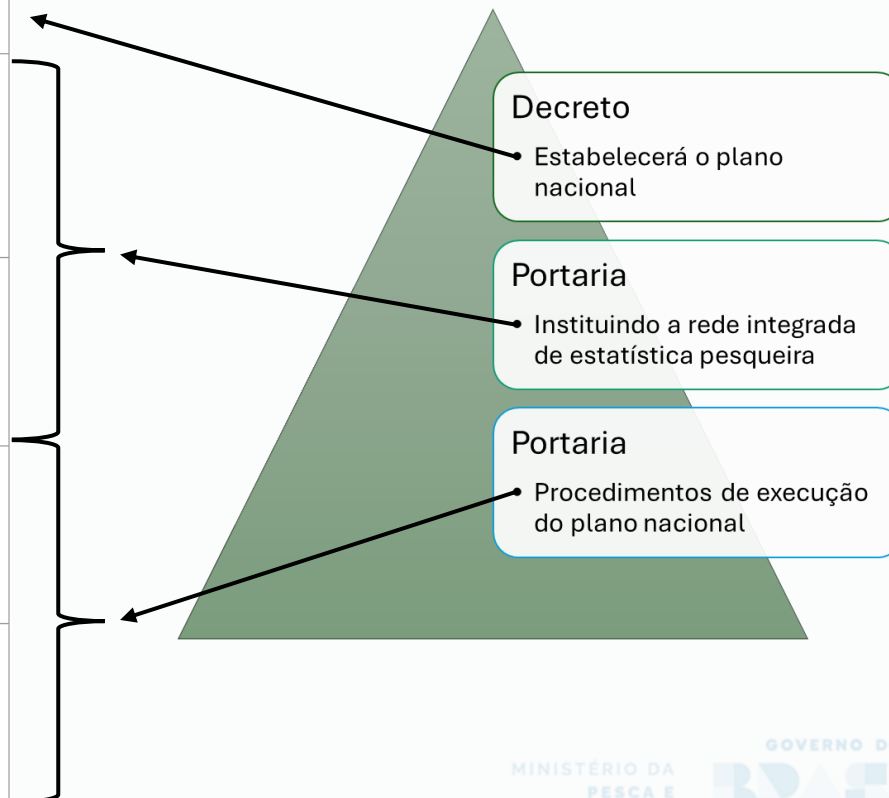 Decreto
• Estabelecerá o plano
nacional
Portaria
• Instituindo a rede integrada
de estatística pesqueira
Portaria
• Procedimentos de execução
do plano nacional
GOVERNO D
MINISTÉRIO DA
PESCA E